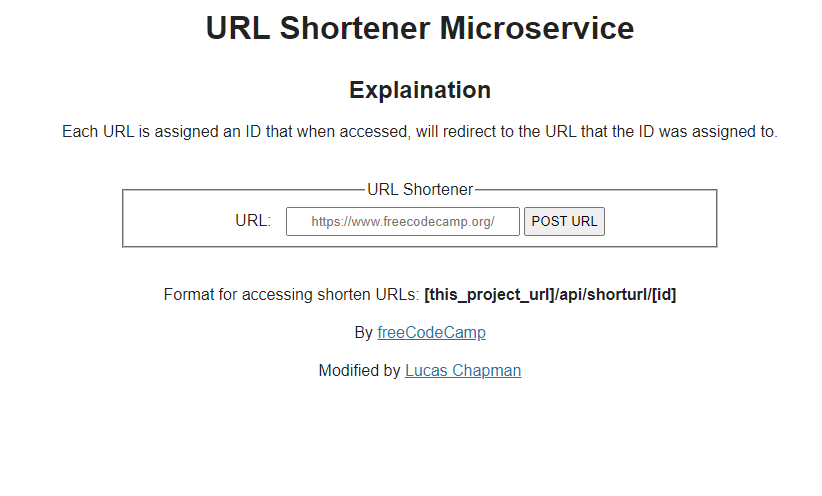 URL Shortener Microservice
Explaination
Each URL is assigned an ID that when accessed, will redirect to the URL that the ID was assigned to.
URL Shortener
URL: https://www.freecodecamp.org/ POST URL
Format for accessing shorten URLs: [this_project_url]/api/shorturl/[id]
By freeCodeCamp
Modified by Lucas Chapman